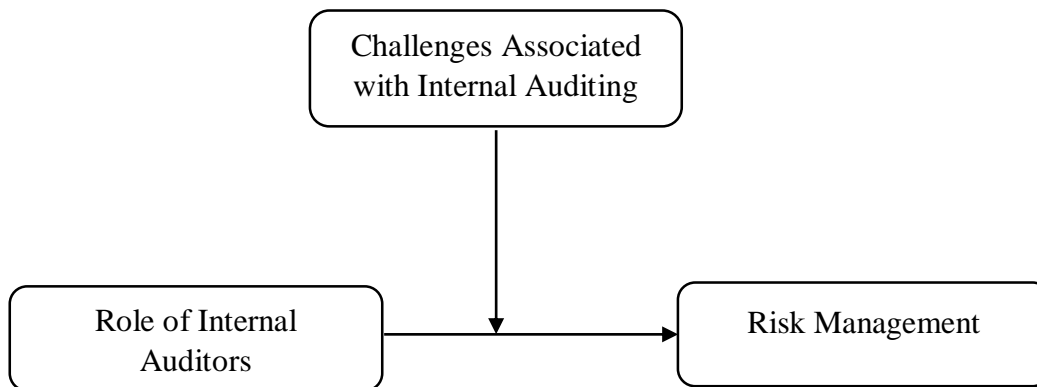 Challenges Associated
with Internal Auditing
Role of Internal
Auditors
Risk Management